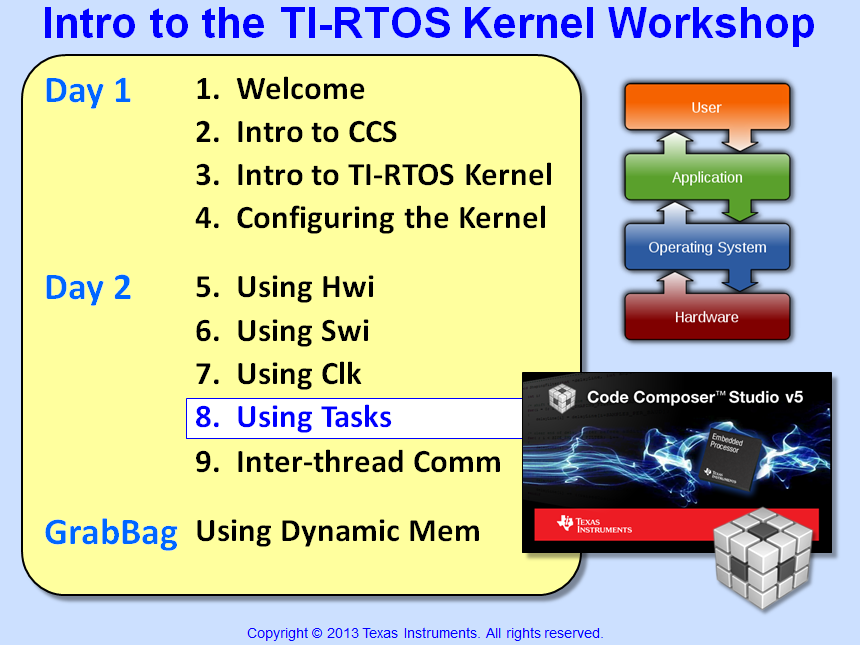 Intro to the TI-RTOS Kernel Workshop
Day 1
1. Welcome
2. Intro to CCS
3. Intro to TI-RTOS Kernel
4. Configuring the Kernel
Day 2
5. Using Hwi
6. Using Swi
7. Using Clk
8. Using Tasks
9. Inter-thread Comm
GrabBag Using Dynamic Mem
User
Application
Operating System
Hardware
Code Composer™ Studio v5
Embedded
Processor
TEXAS
INSTRUMENTS
TEXAS
INSTRUMENTS
Copyright © 2013 Texas Instruments. All rights reserved.